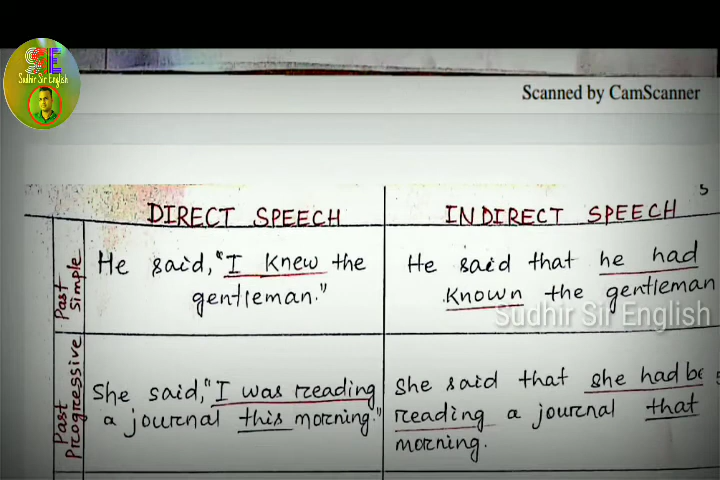 SSE
Sudhir Sir English
Scanned by CamScanner
5
DIRECT SPEECH
INDIRECT SPEECH
Past
Simple
He said, "I knew the
gentleman."
He said that he had
known the gentleman
Sudhir Sir English
Past
Progressive
She said, "I was reading
a journal this morning."
She said that she had be
reading a journal that
morning.